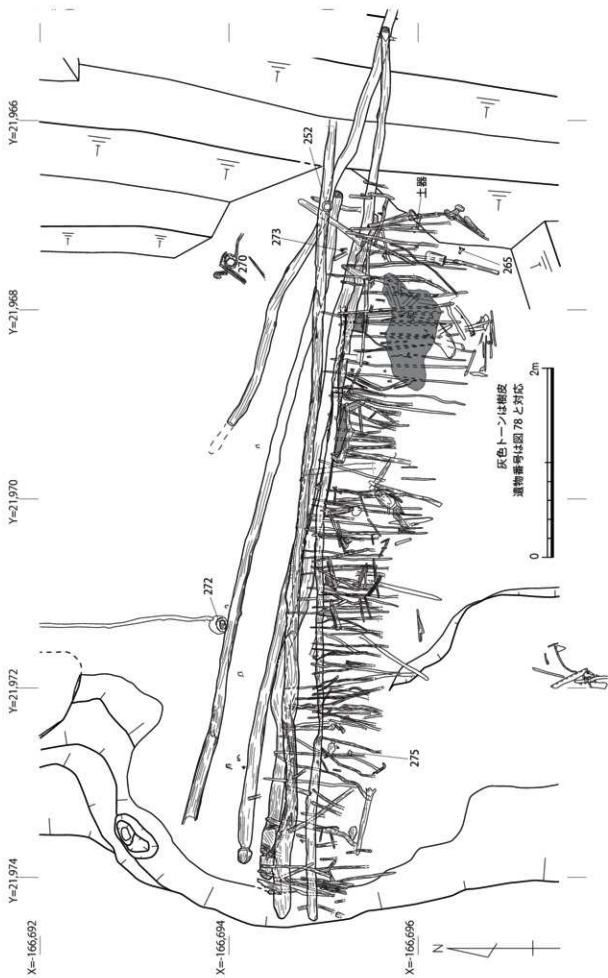 Y=21,966
Y=21,968
Y=21,970
Y=21,972
Y=21,974
X=-166,692
X=-166,694
X=-166,696
252
273
270
土器
265
272
275
灰色トーンは樹皮
遺物番号は図 78 と対応
0
2m
N